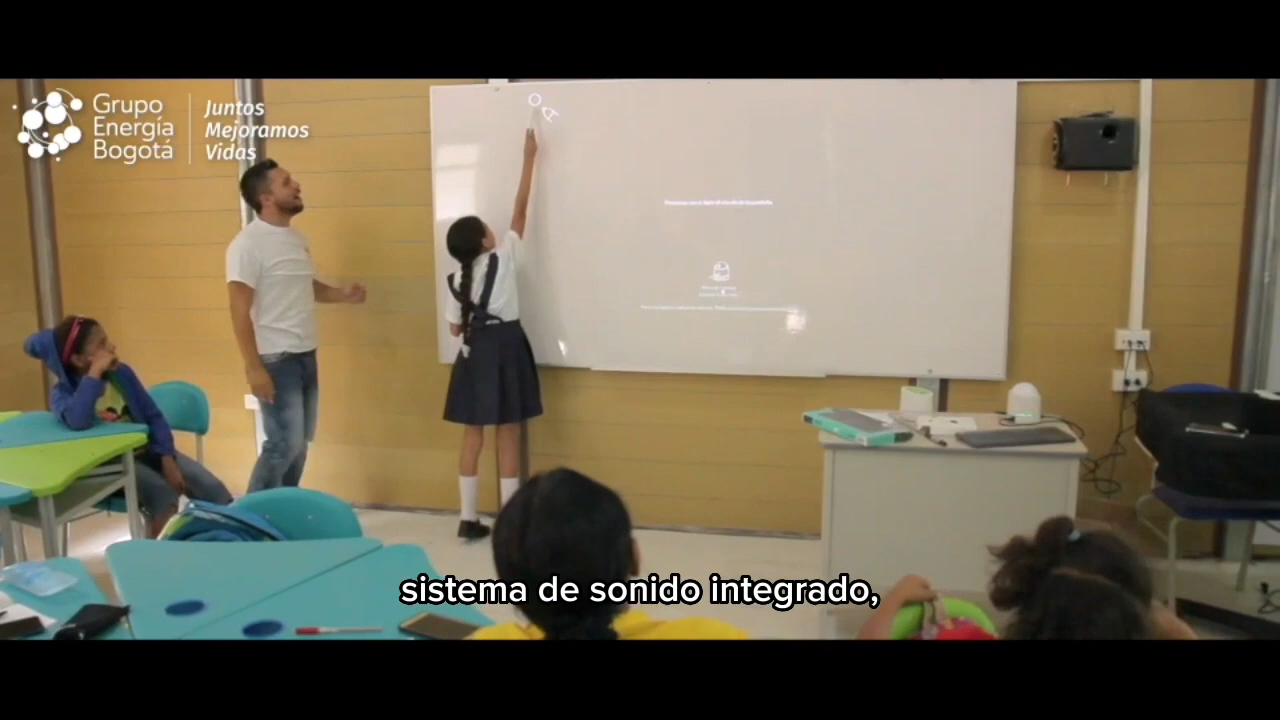 Grupo
Energía
Bogotá
Juntos
Mejoramos
Vidas
sistema de sonido integrado,